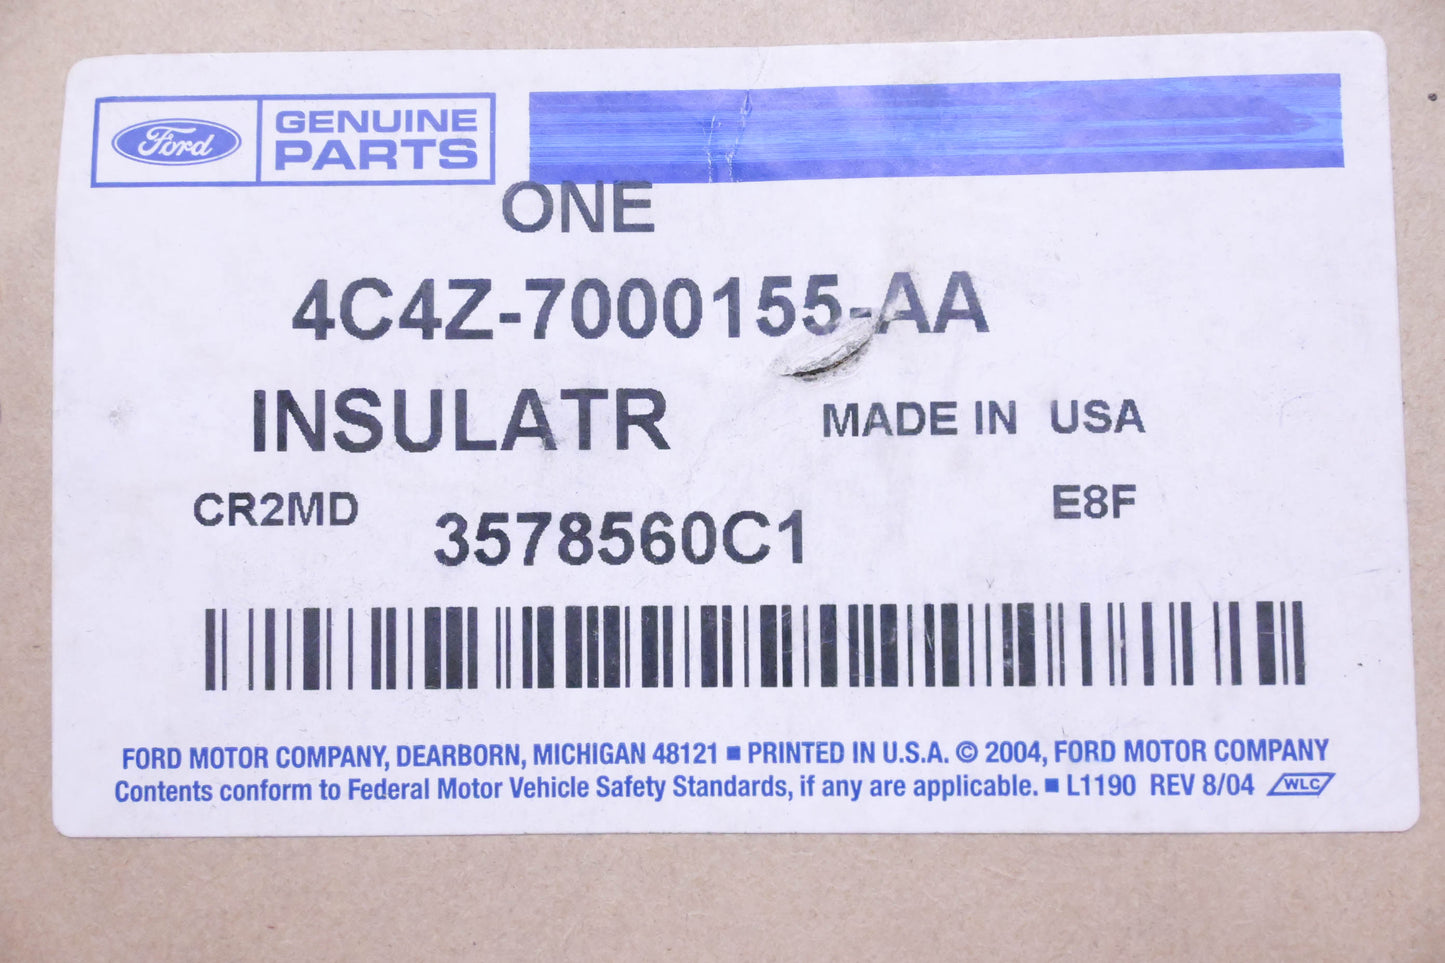 Ford GENUINE
PARTS
ONE
4C4Z-7000155-AA
INSULATR MADE IN USA
CR2MD 3578560C1 E8F
FORD MOTOR COMPANY, DEARBORN, MICHIGAN 48121 ■ PRINTED IN U.S.A. © 2004, FORD MOTOR COMPANY
Contents conform to Federal Motor Vehicle Safety Standards, if any are applicable. ■ L1190 REV 8/04 WLC